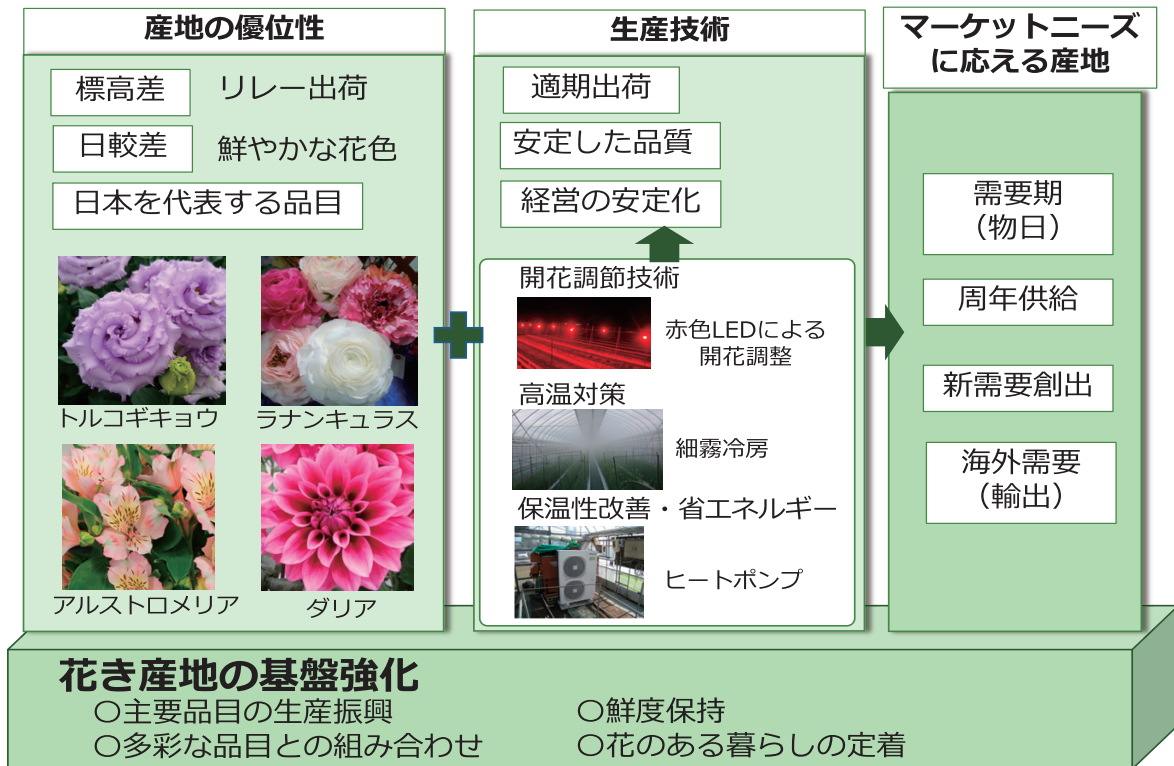 産地の優位性
標高差 リレー出荷
日較差 鮮やかな花色
日本を代表する品目
トルコギキョウ ラナンキュラス
アルストロメリア ダリア
生産技術
適期出荷
安定した品質
経営の安定化
開花調節技術
赤色LEDによる
開花調整
高温対策
細霧冷房
保温性改善・省エネルギー
ヒートポンプ
マーケットニーズ
に応える産地
需要期
（物日）
周年供給
新需要創出
海外需要
（輸出）
花き産地の基盤強化
〇主要品目の生産振興 〇鮮度保持
〇多彩な品目との組み合わせ 〇花のある暮らしの定着